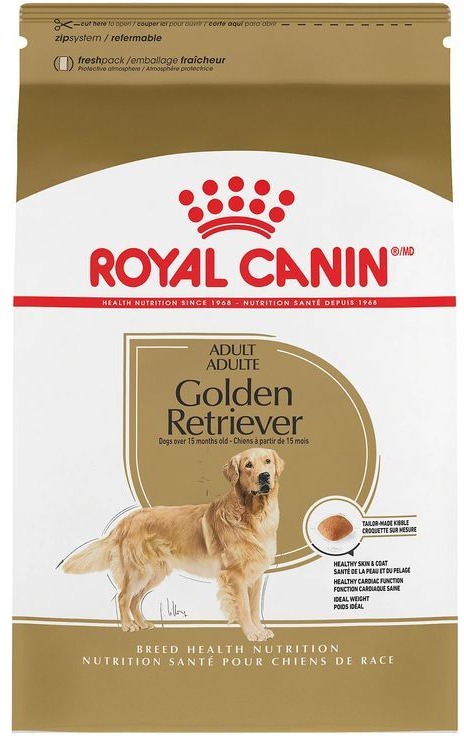 cut here to open / couper ici pour ouvrir / corte aquí para abrir
zipsystem / refermable
freshpack / emballage fraîcheur
Protective atmosphere / Atmosphère protectrice
ROYAL CANIN ®/MD
HEALTH NUTRITION SINCE 1968 - NUTRITION SANTÉ DEPUIS 1968
ADULT
ADULTE
Golden
Retriever
Dogs over 15 months old - Chiens à partir de 15 mois
TAILOR-MADE KIBBLE
CROQUETTE SUR MESURE
HEALTHY SKIN & COAT
SANTÉ DE LA PEAU ET DU PELAGE
HEALTHY CARDIAC FUNCTION
FONCTION CARDIAQUE SAINE
IDEAL WEIGHT
POIDS IDÉAL
BREED HEALTH NUTRITION
NUTRITION SANTÉ POUR CHIENS DE RACE